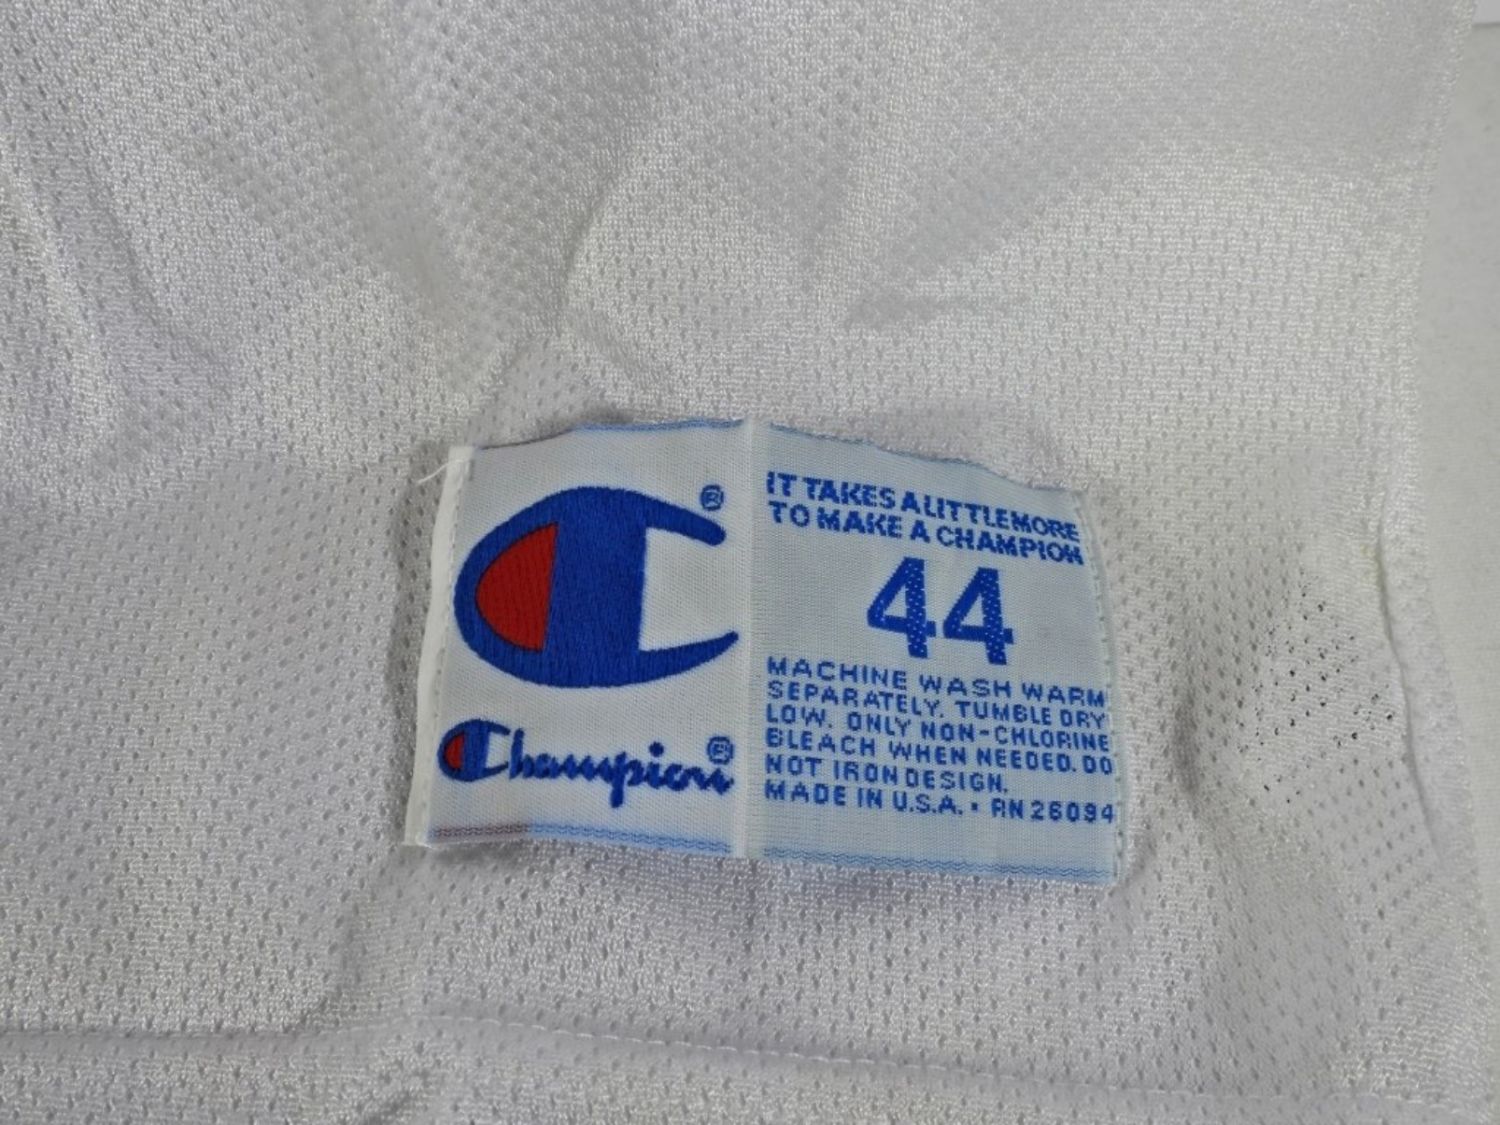 ®
Champion®
IT TAKES A LITTLE MORE
TO MAKE A CHAMPION
44
MACHINE WASH WARM
SEPARATELY. TUMBLE DRY
LOW. ONLY NON-CHLORINE
BLEACH WHEN NEEDED. DO
NOT IRON DESIGN.
MADE IN U.S.A. • RN 26094